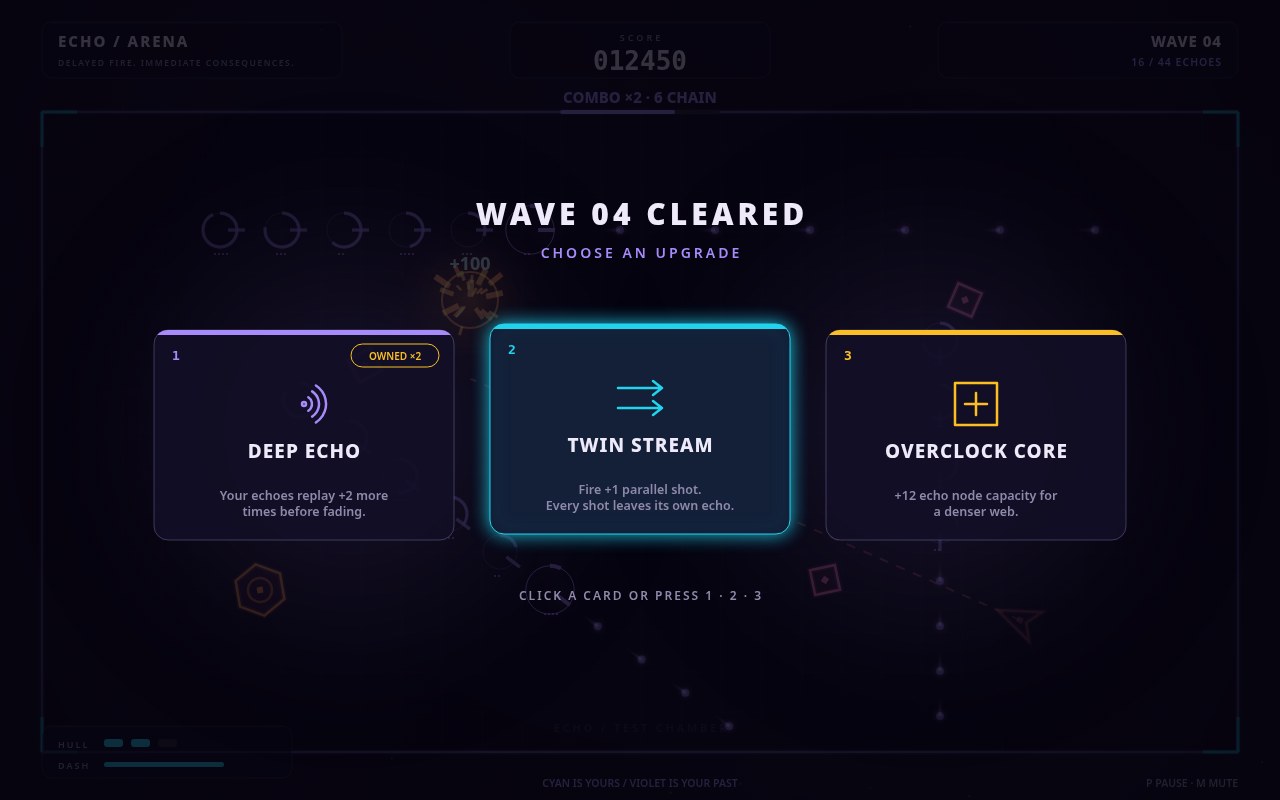 ECHO / ARENA
DELAYED FIRE. IMMEDIATE CONSEQUENCES.
SCORE
012450
WAVE 04
16 / 44 ECHOES
COMBO ×2 · 6 CHAIN
WAVE 04 CLEARED
CHOOSE AN UPGRADE
+100
1
OWNED ×2
DEEP ECHO
Your echoes replay +2 more
times before fading.
2
TWIN STREAM
Fire +1 parallel shot.
Every shot leaves its own echo.
3
OVERCLOCK CORE
+12 echo node capacity for
a denser web.
CLICK A CARD OR PRESS 1 · 2 · 3
ECHO / TEST CHAMBER
HULL
DASH
CYAN IS YOURS / VIOLET IS YOUR PAST
P PAUSE · M MUTE